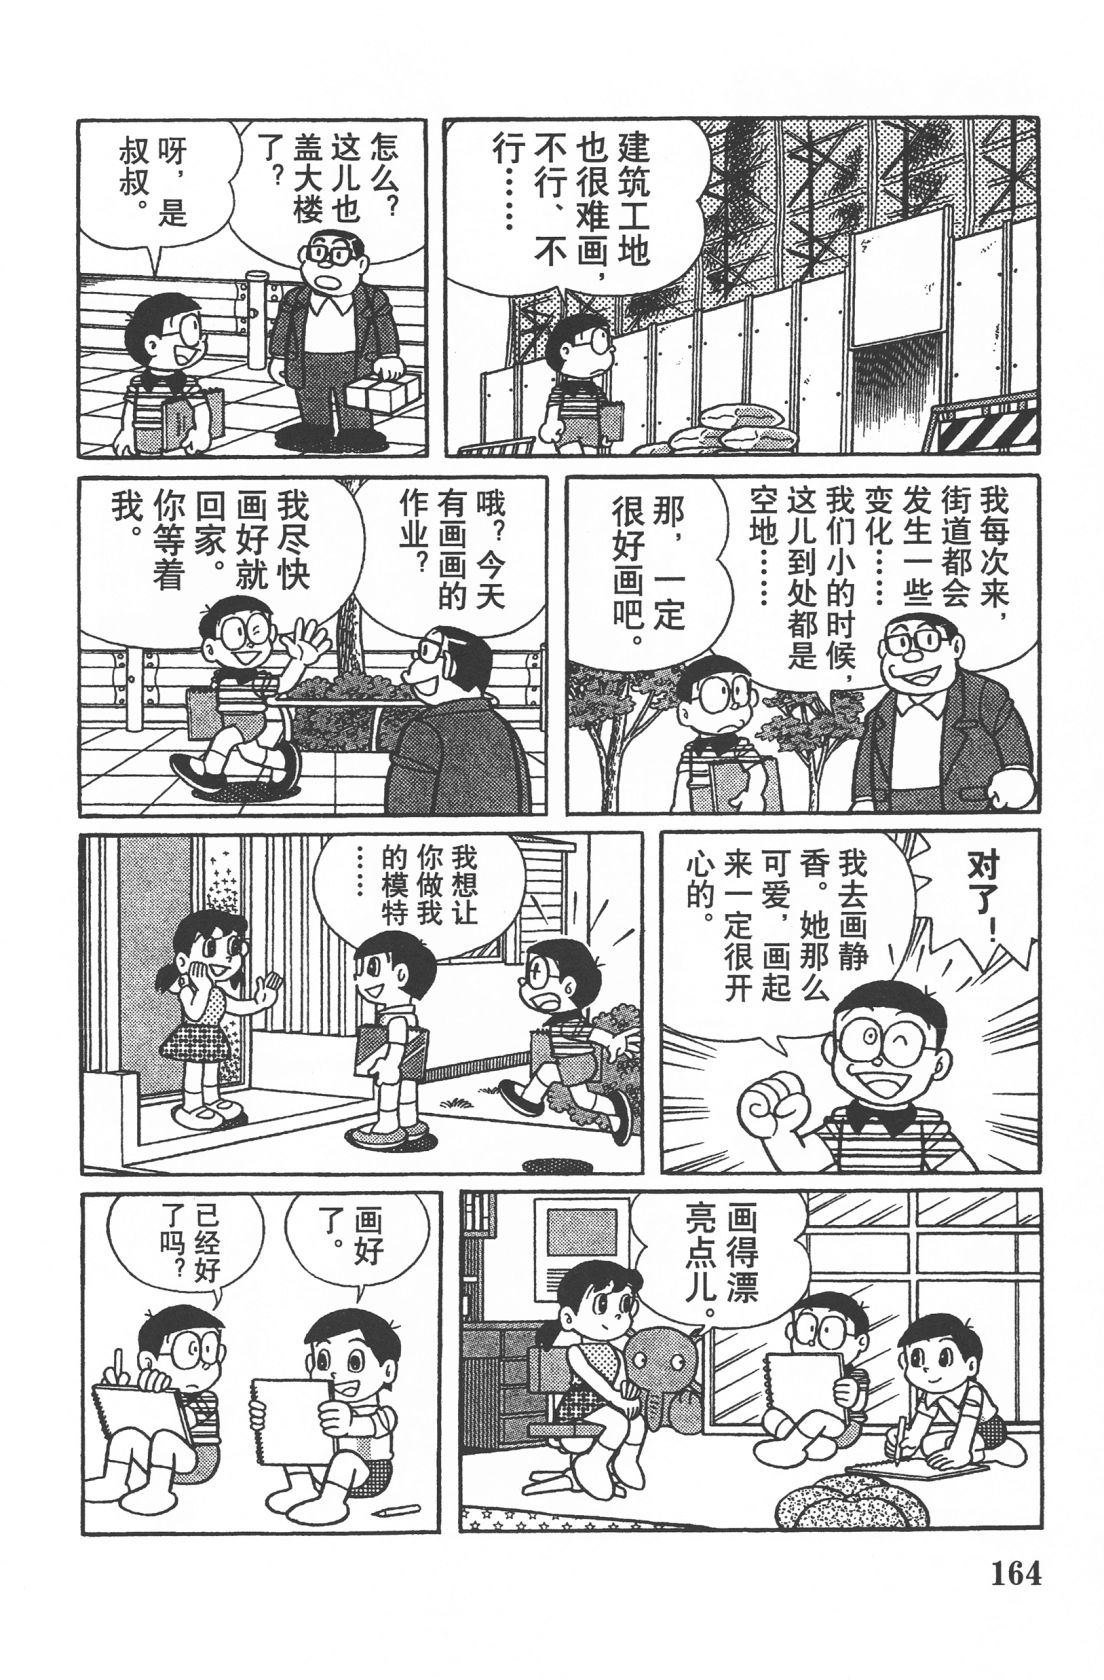 建筑工地
也很难画，
不行、不
行……
怎么？
这儿也
盖大楼
了？
呀，是
叔叔。
我每次来，
街道都会
发生一些
变化……
我们小的时候，
这儿到处都是
空地……
那，一定
很好画吧。
哦？今天
有画画的
作业？
我尽快
画好就
回家。
你等着
我。
对了！
我去画静
香。她那么
可爱，画起
来一定很开
心的。
我想让
你做我
的模特
……
画得漂
亮点儿。
画好
了。
已经好
了吗？
164